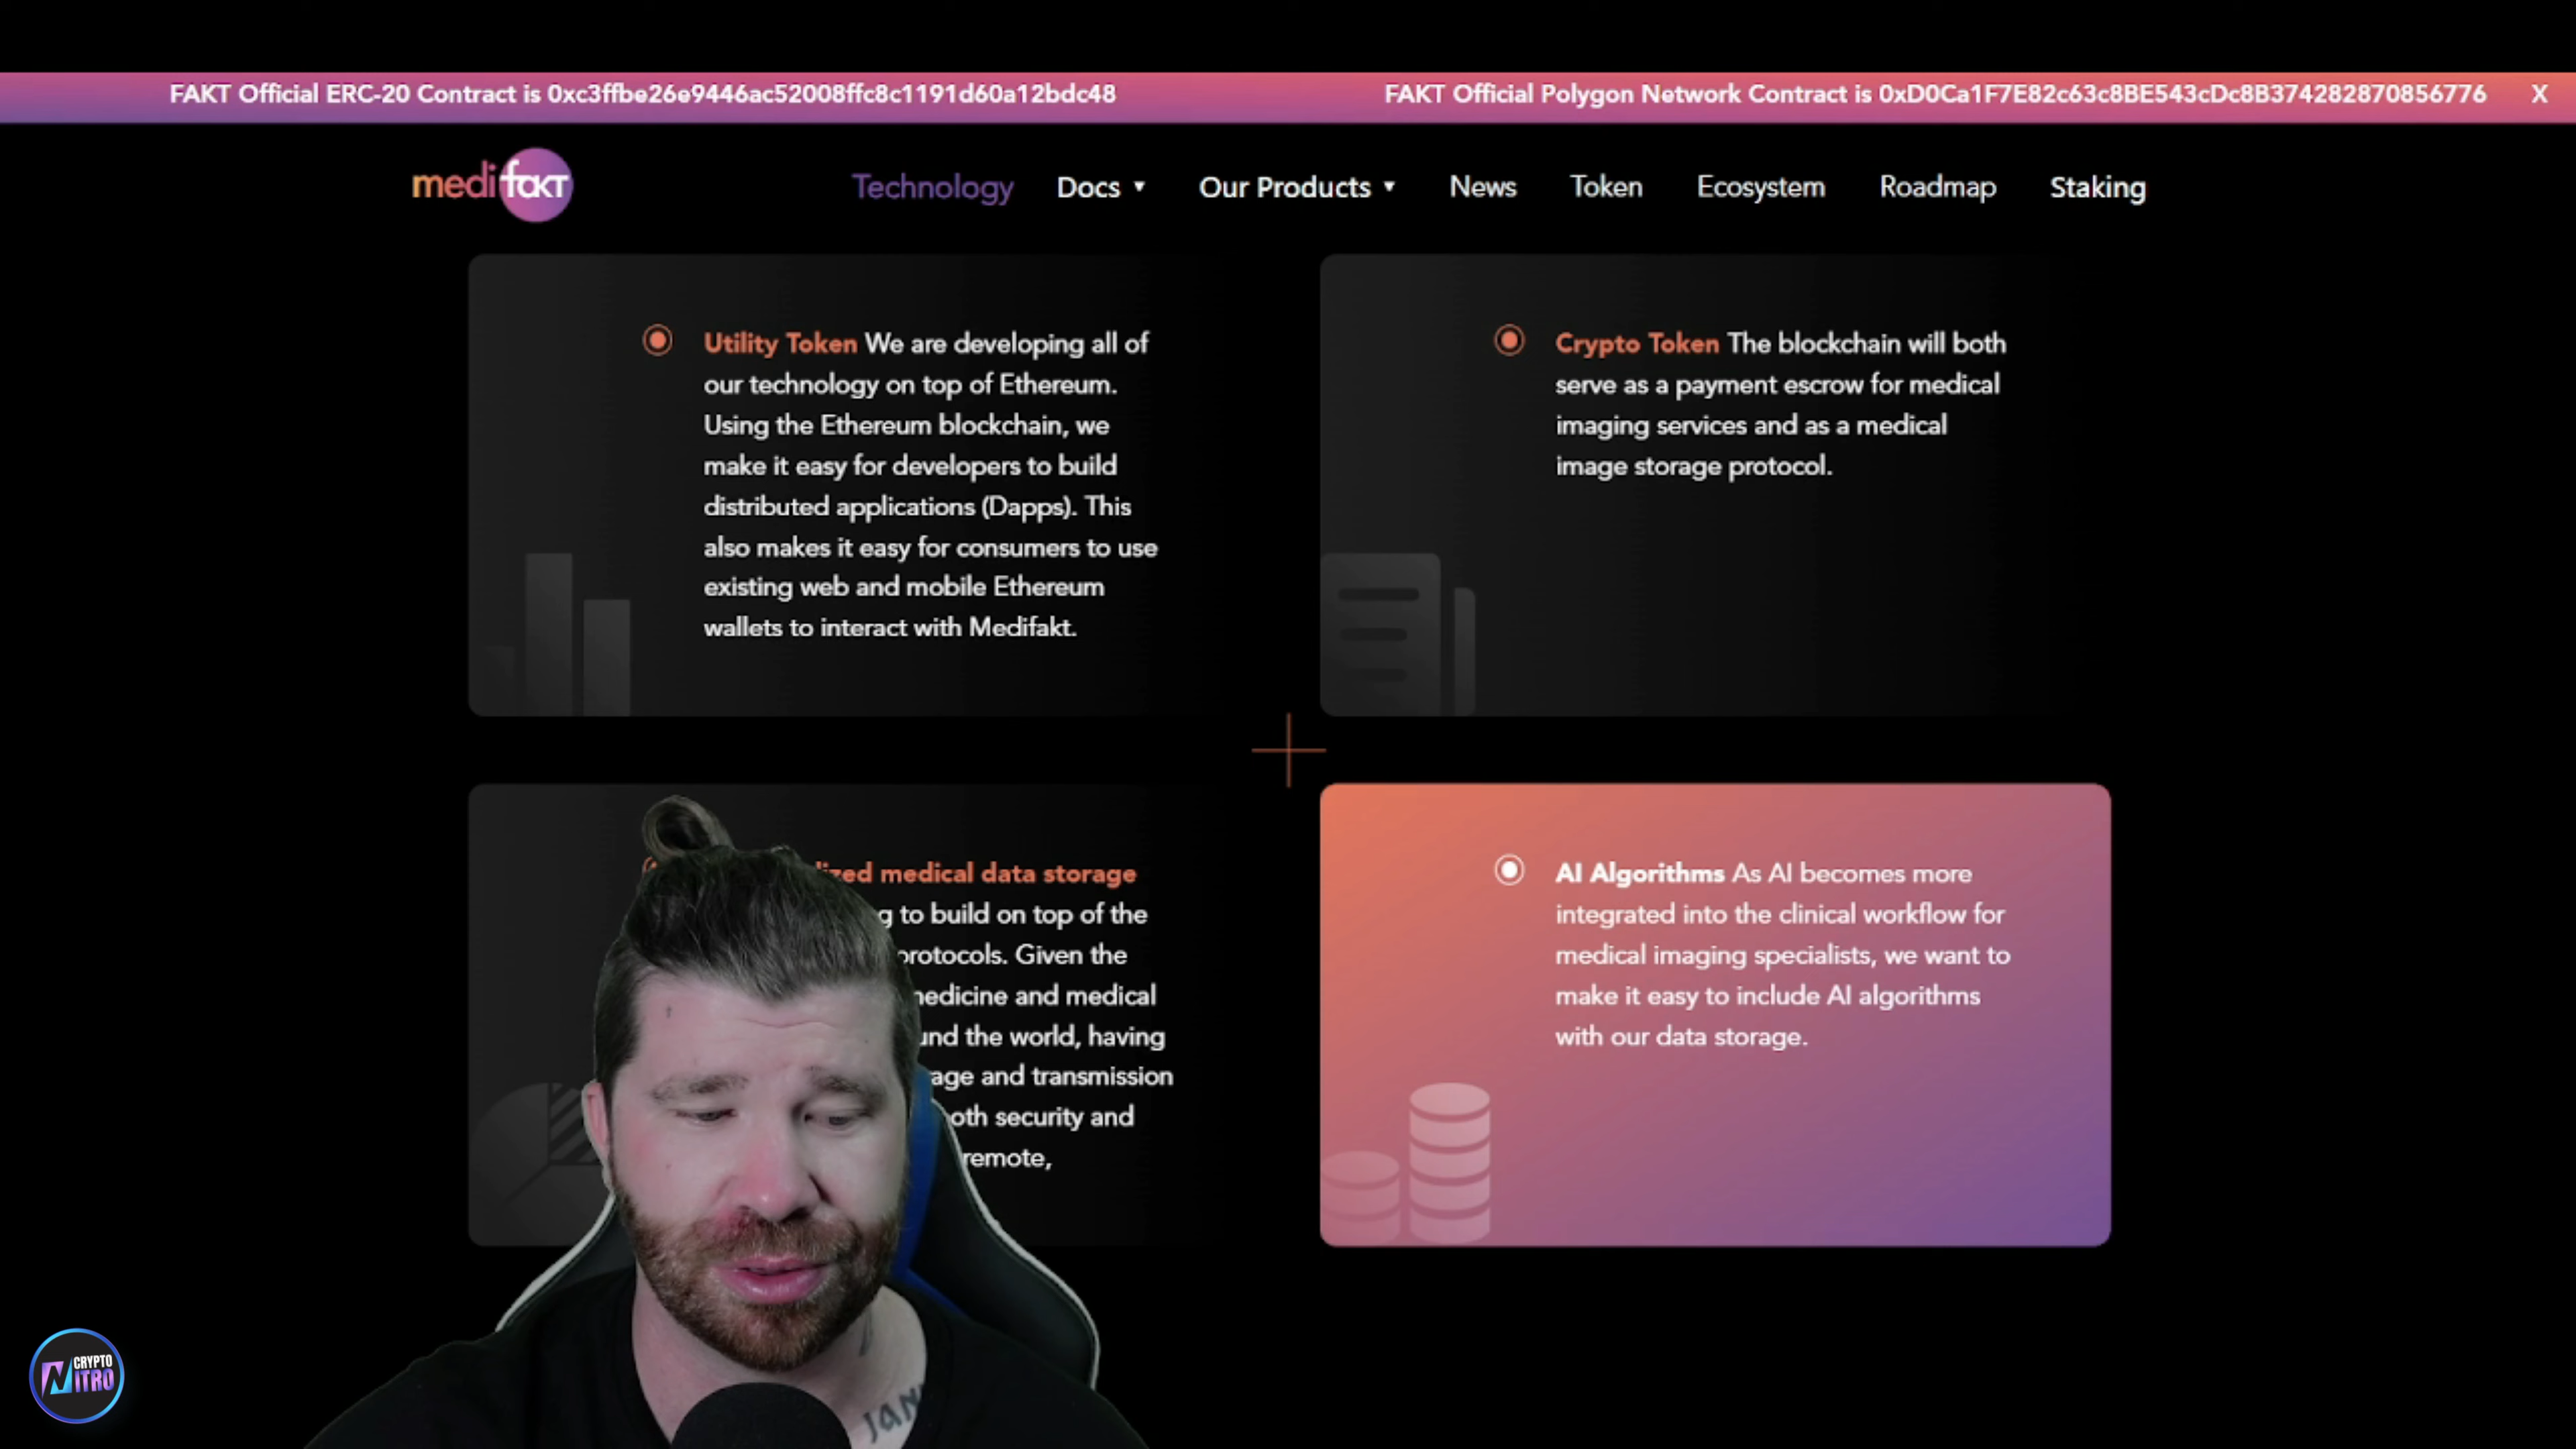 FAKT Official ERC-20 Contract is 0xc3ffbe26e9446ac52008ffc8c1191d60a12bdc48
FAKT Official Polygon Network Contract is 0xD0Ca1F7E82c63c8BE543cDc8B374282870856776 X
medifakt
Technology Docs Our Products News Token Ecosystem Roadmap Staking
Utility Token We are developing all of
our technology on top of Ethereum.
Using the Ethereum blockchain, we
make it easy for developers to build
distributed applications (Dapps). This
also makes it easy for consumers to use
existing web and mobile Ethereum
wallets to interact with Medifakt.
Crypto Token The blockchain will both
serve as a payment escrow for medical
imaging services and as a medical
image storage protocol.
lized medical data storage
g to build on top of the
protocols. Given the
medicine and medical
und the world, having
age and transmission
oth security and
remote,
AI Algorithms As AI becomes more
integrated into the clinical workflow for
medical imaging specialists, we want to
make it easy to include AI algorithms
with our data storage.
CRYPTO
NITRO